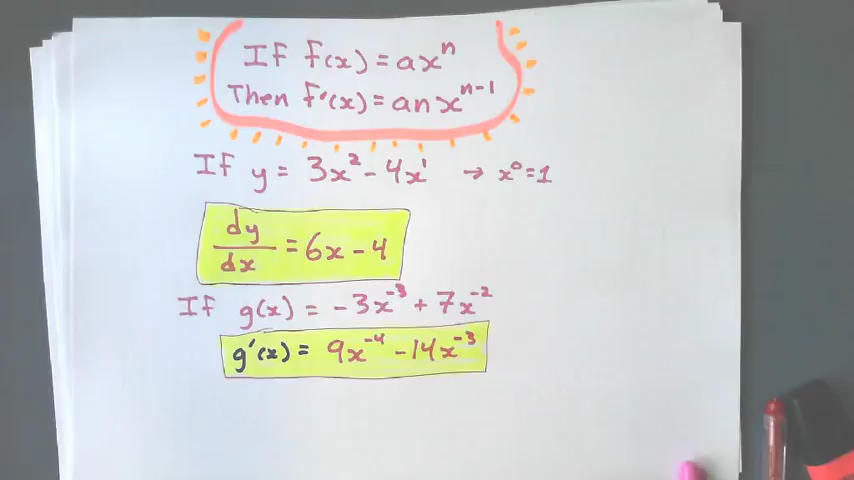 If f(x) = axⁿ
Then f'(x) = anxⁿ⁻¹
If y = 3x² - 4x¹ → x⁰ = 1
dy/dx = 6x - 4
If g(x) = -3x⁻³ + 7x⁻²
g'(x) = 9x⁻⁴ - 14x⁻³